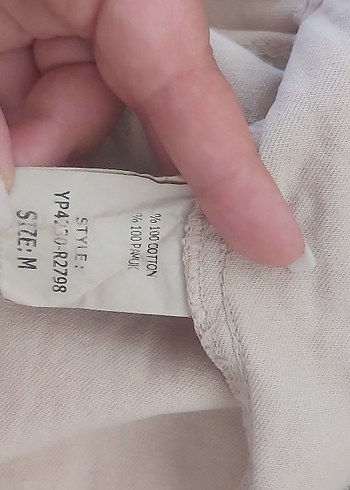 % 100 COTTON
% 100 PAMUK
STYLE:
SIZE: M